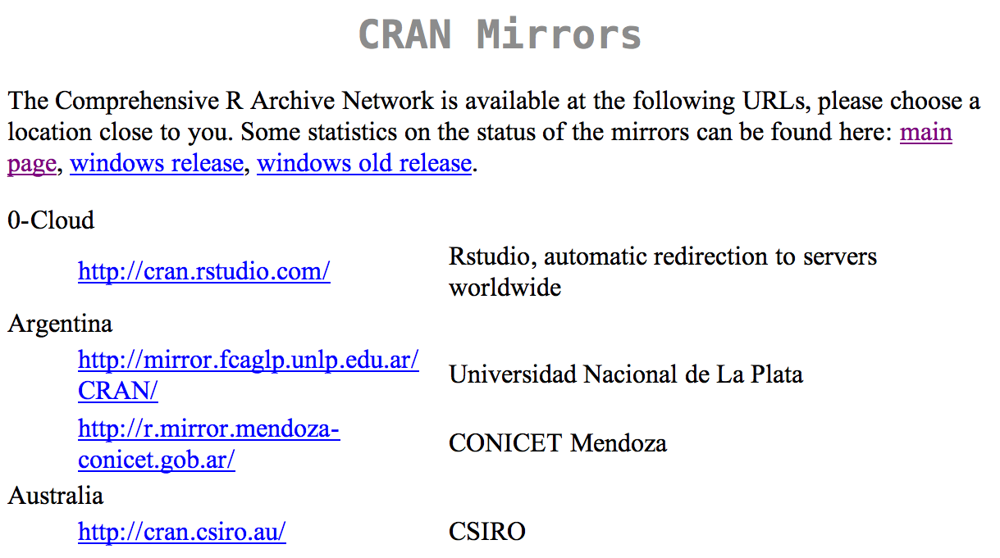 CRAN Mirrors
The Comprehensive R Archive Network is available at the following URLs, please choose a
location close to you. Some statistics on the status of the mirrors can be found here: main
page, windows release, windows old release.
0-Cloud
http://cran.rstudio.com/
Rstudio, automatic redirection to servers
worldwide
Argentina
http://mirror.fcaglp.unlp.edu.ar/
CRAN/
Universidad Nacional de La Plata
http://r.mirror.mendoza-
conicet.gob.ar/
CONICET Mendoza
Australia
http://cran.csiro.au/
CSIRO